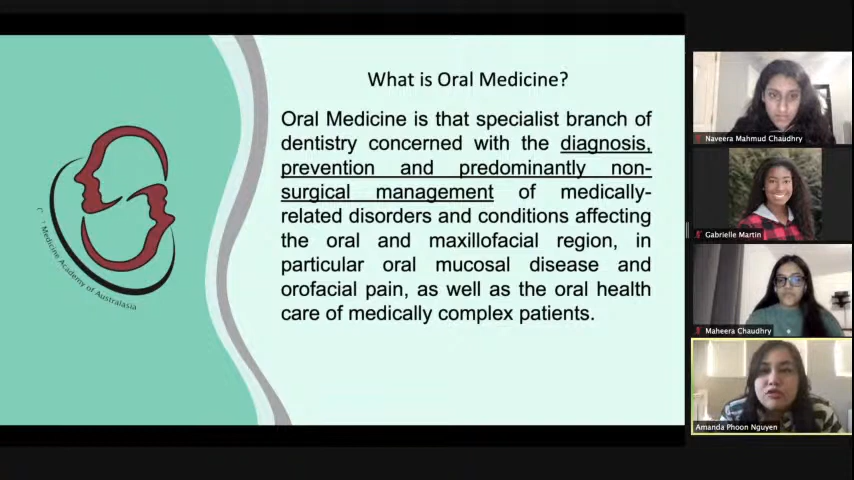 What is Oral Medicine?
Oral Medicine is that specialist branch of
dentistry concerned with the diagnosis,
prevention and predominantly non-
surgical management of medically-
related disorders and conditions affecting
the oral and maxillofacial region, in
particular oral mucosal disease and
orofacial pain, as well as the oral health
care of medically complex patients.
Medicine Academy of Australasia
Naveera Mahmud Chaudhry
Gabrielle Martin
Maheera Chaudhry
Amanda Phoon Nguyen